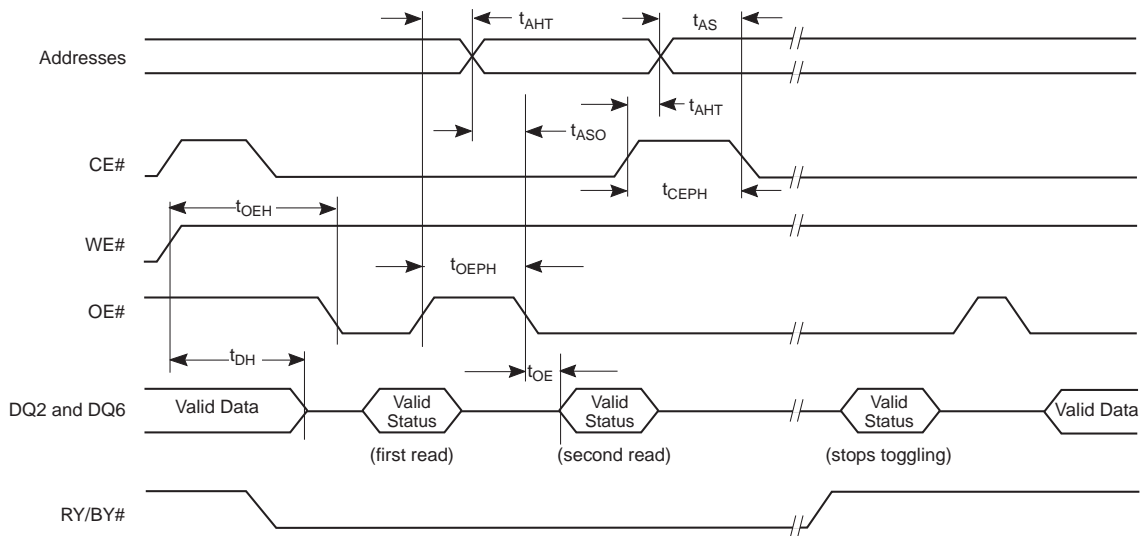 tAHT
tAS
Addresses
tAHT
tASO
CE#
tCEPH
tOEH
WE#
tOEPH
OE#
tDH
tOE
DQ2 and DQ6
Valid Data
Valid
Status
Valid
Status
Valid
Status
Valid Data
(first read)
(second read)
(stops toggling)
RY/BY#